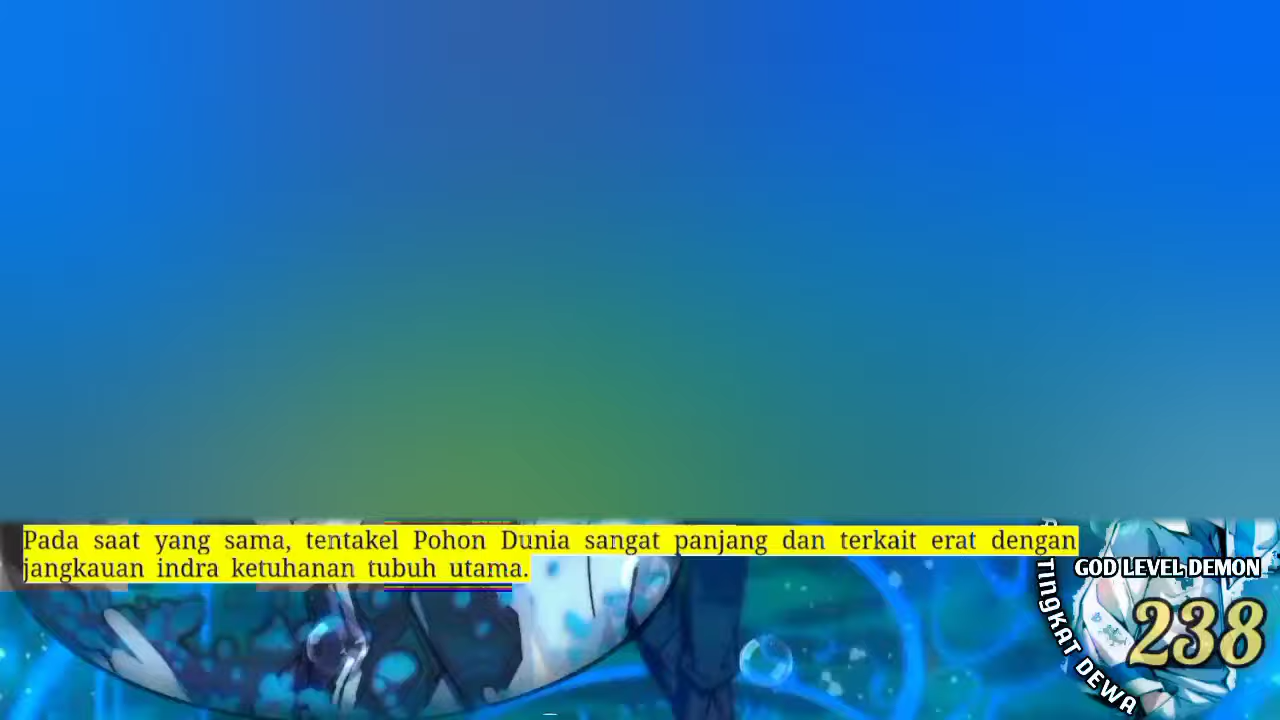 Pada saat yang sama, tentakel Pohon Dunia sangat panjang dan terkait erat dengan
jangkauan indra ketuhanan tubuh utama.
GOD LEVEL DEMON
238
TINGKAT DEWA